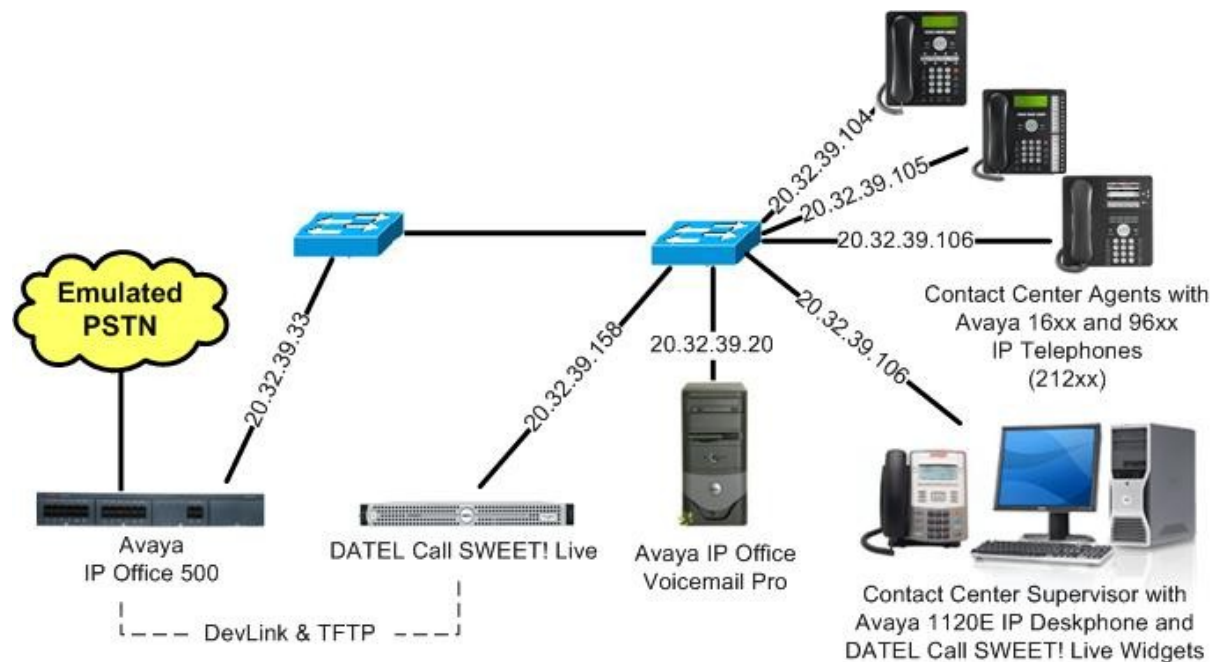 20.32.39.104
20.32.39.105
20.32.39.106
Contact Center Agents with
Avaya 16xx and 96xx
IP Telephones
(212xx)
Emulated
PSTN
20.32.39.33
20.32.39.158
20.32.39.20
20.32.39.106
Avaya
IP Office 500
DATEL Call SWEET! Live
Avaya IP Office
Voicemail Pro
Contact Center Supervisor with
Avaya 1120E IP Deskphone and
DATEL Call SWEET! Live Widgets
DevLink & TFTP